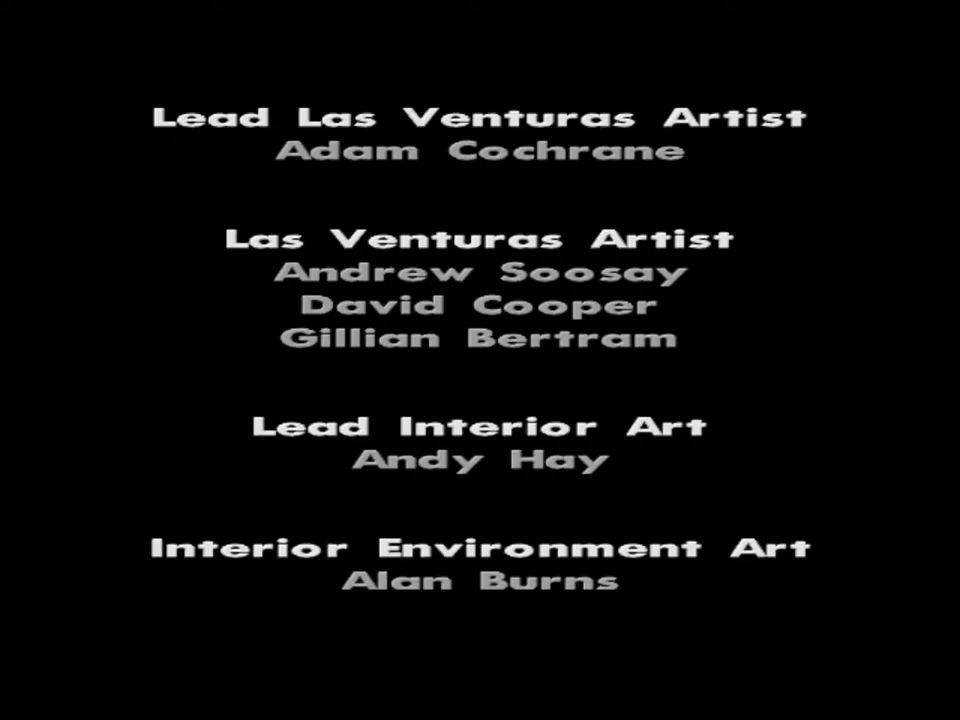 Lead Las Venturas Artist
Adam Cochrane
Las Venturas Artist
Andrew Soosay
David Cooper
Gillian Bertram
Lead Interior Art
Andy Hay
Interior Environment Art
Alan Burns